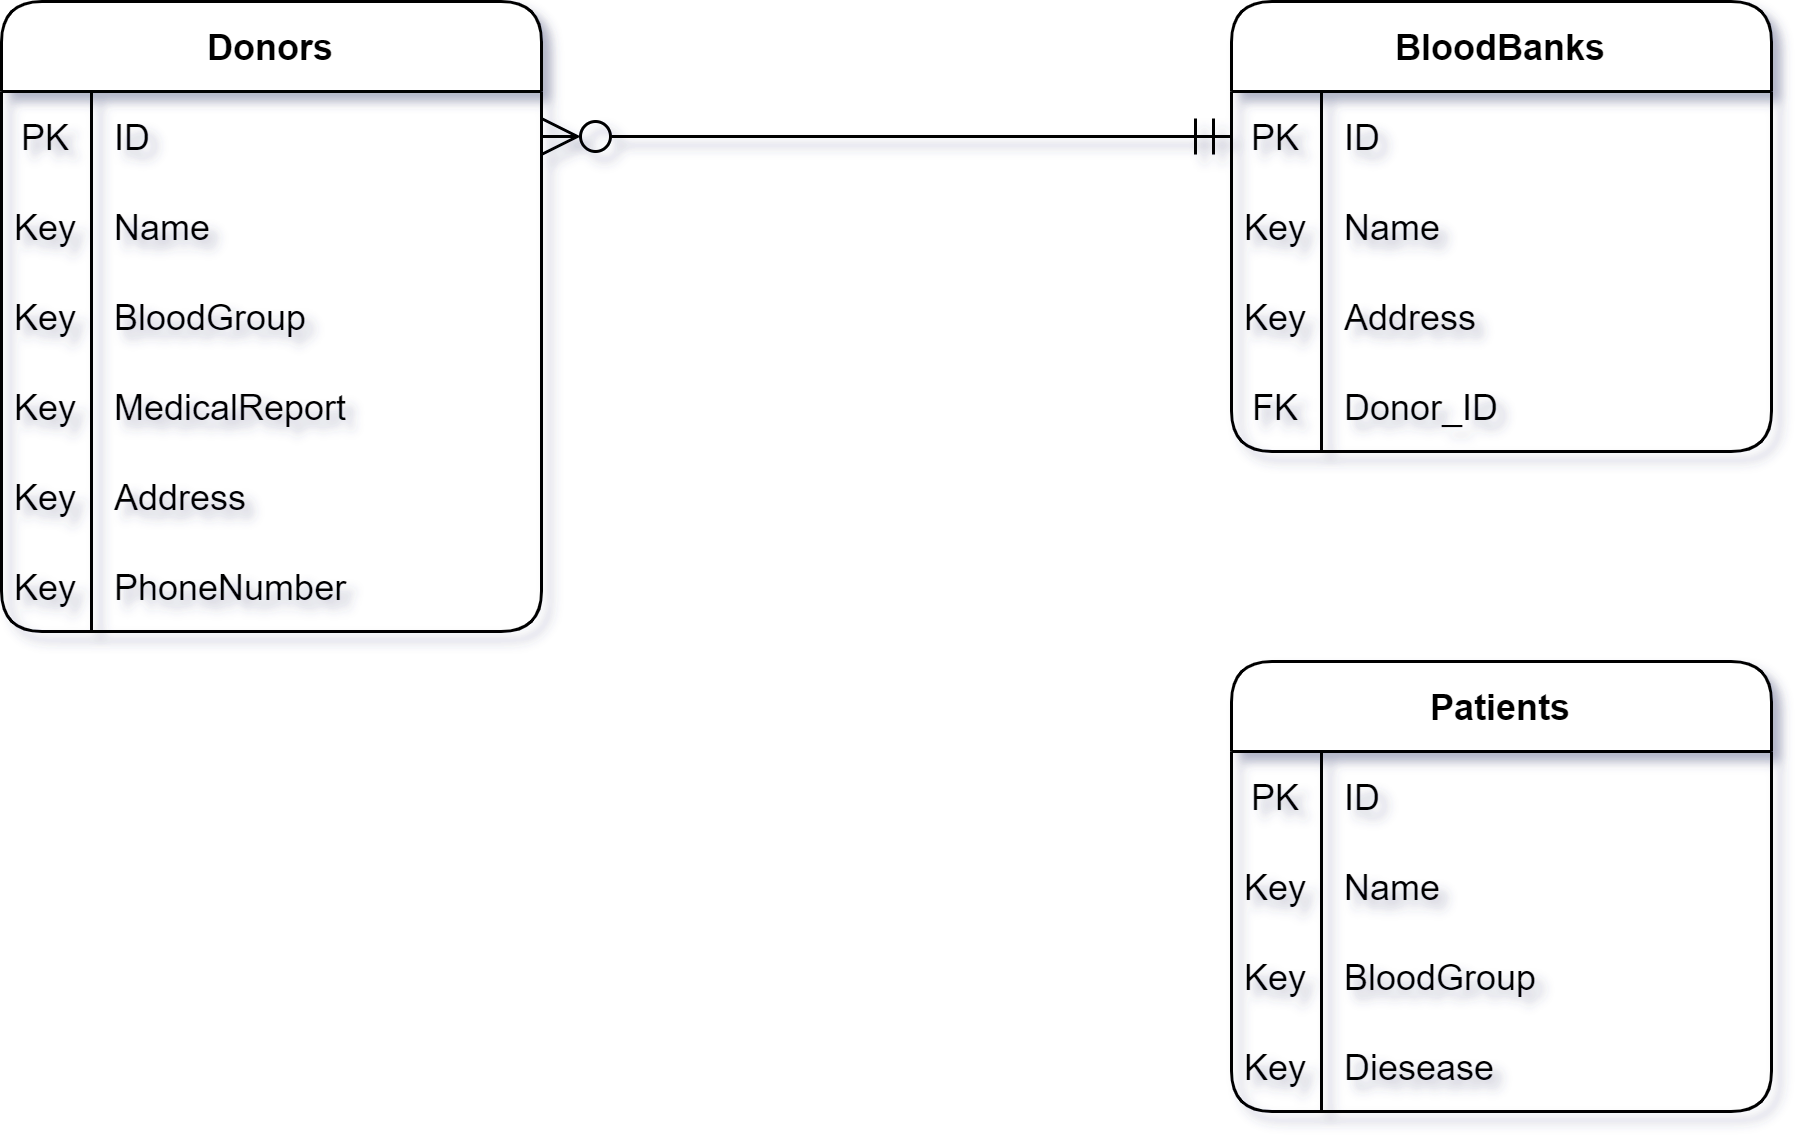 Donors
PK ID
Key Name
Key BloodGroup
Key MedicalReport
Key Address
Key PhoneNumber
BloodBanks
PK ID
Key Name
Key Address
FK Donor_ID
Patients
PK ID
Key Name
Key BloodGroup
Key Diesease